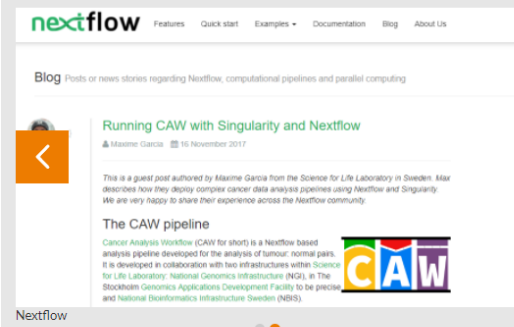 nextflow Features Quick start Examples Documentation Blog About Us
Blog Posts or news stories regarding Nextflow, computational pipelines and parallel computing
Running CAW with Singularity and Nextflow
Maxime Garcia 16 November 2017
This is a guest post authored by Maxime Garcia from the Science for Life Laboratory in Sweden. Max
describes how they deploy complex cancer data analysis pipelines using Nextflow and Singularity.
We are very happy to share their experience across the Nextflow community.
The CAW pipeline
Cancer Analysis Workflow (CAW for short) is a Nextflow based
analysis pipeline developed for the analysis of tumour: normal pairs.
It is developed in collaboration with two infrastructures within Science
for Life Laboratory: National Genomics Infrastructure (NGI), in The
Stockholm Genomics Applications Development Facility to be precise
and National Bioinformatics Infrastructure Sweden (NBIS).
CAW
Nextflow